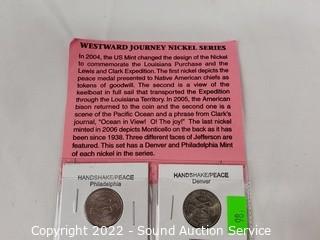 WESTWARD JOURNEY NICKEL SERIES
In 2004, the US Mint changed the design of the Nickel
to commemorate the Louisiana Purchase and the
Lewis and Clark Expedition. The first nickel depicts the
peace medal presented to Native American chiefs as
tokens of goodwill. The second is a view of the
keelboat in full sail that transported the Expedition
through the Louisiana Territory. In 2005, the American
bison returned to the coin and the second one is a
scene of the Pacific Ocean and a phrase from Clark's
journal, "Ocean in View! O! The joy!" The last nickel
minted in 2006 depicts Monticello on the back as it has
been since 1938. Three different faces of Jefferson are
featured. This set has a Denver and Philadelphia Mint
of each nickel in the series.
HANDSHAKE/PEACE
Philadelphia
HANDSHAKE/PEACE
Denver
Copyright 2022 - Sound Auction Service